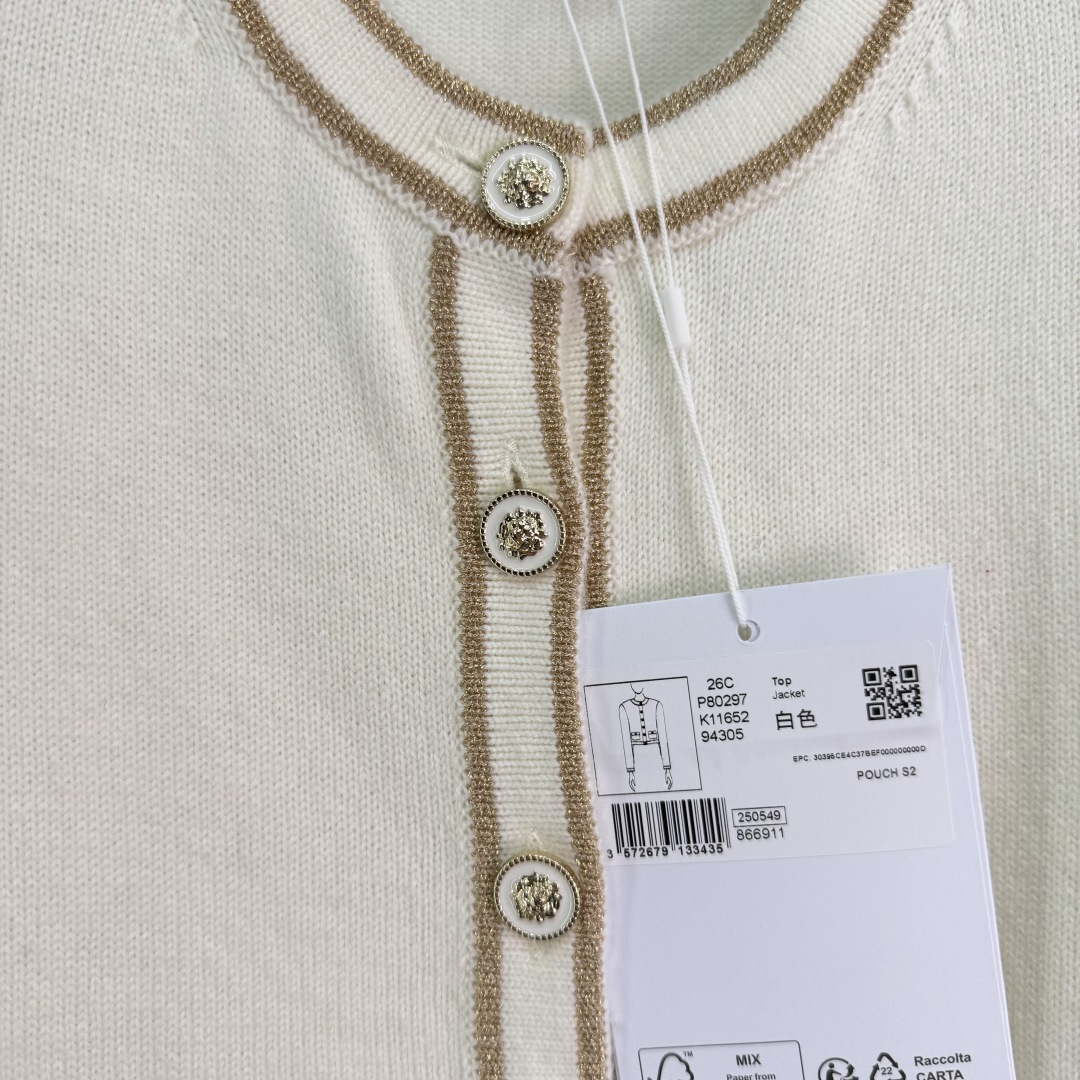 26C
P80297
K11652
94305
Top
Jacket
白色
EPC: 30396CE4C37BEF000000000D
POUCH S2
250549
866911
3 572679 133435
TM
MIX
Paper from
22
Raccolta
CARTA